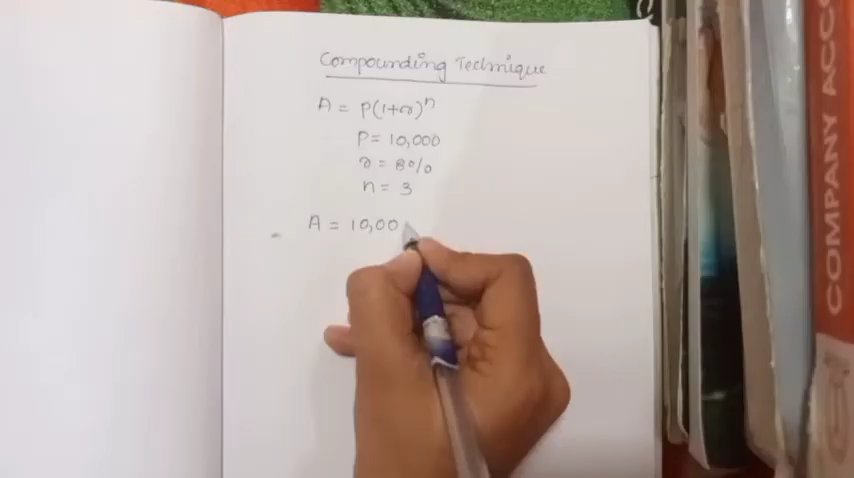 Compounding Technique
A = P(1+r)^n
P = 10,000
r = 8%
n = 3
A = 10,00
COMPANY ACC